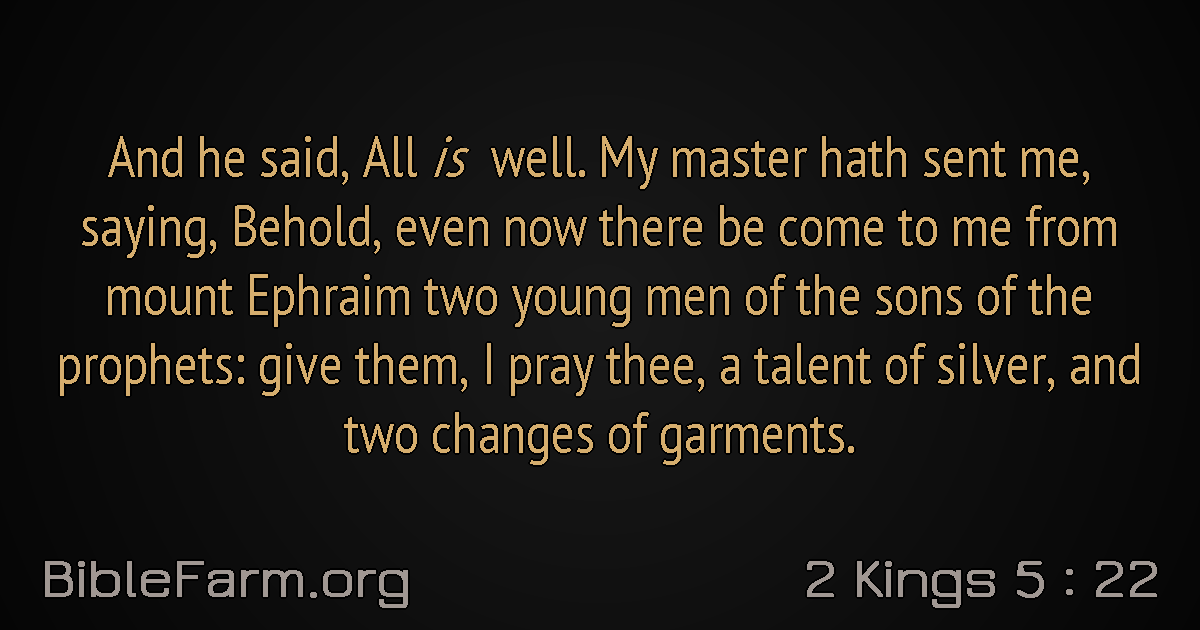 And he said, All is well. My master hath sent me,
saying, Behold, even now there be come to me from
mount Ephraim two young men of the sons of the
prophets: give them, I pray thee, a talent of silver, and
two changes of garments.
BibleFarm.org
2 Kings 5 : 22